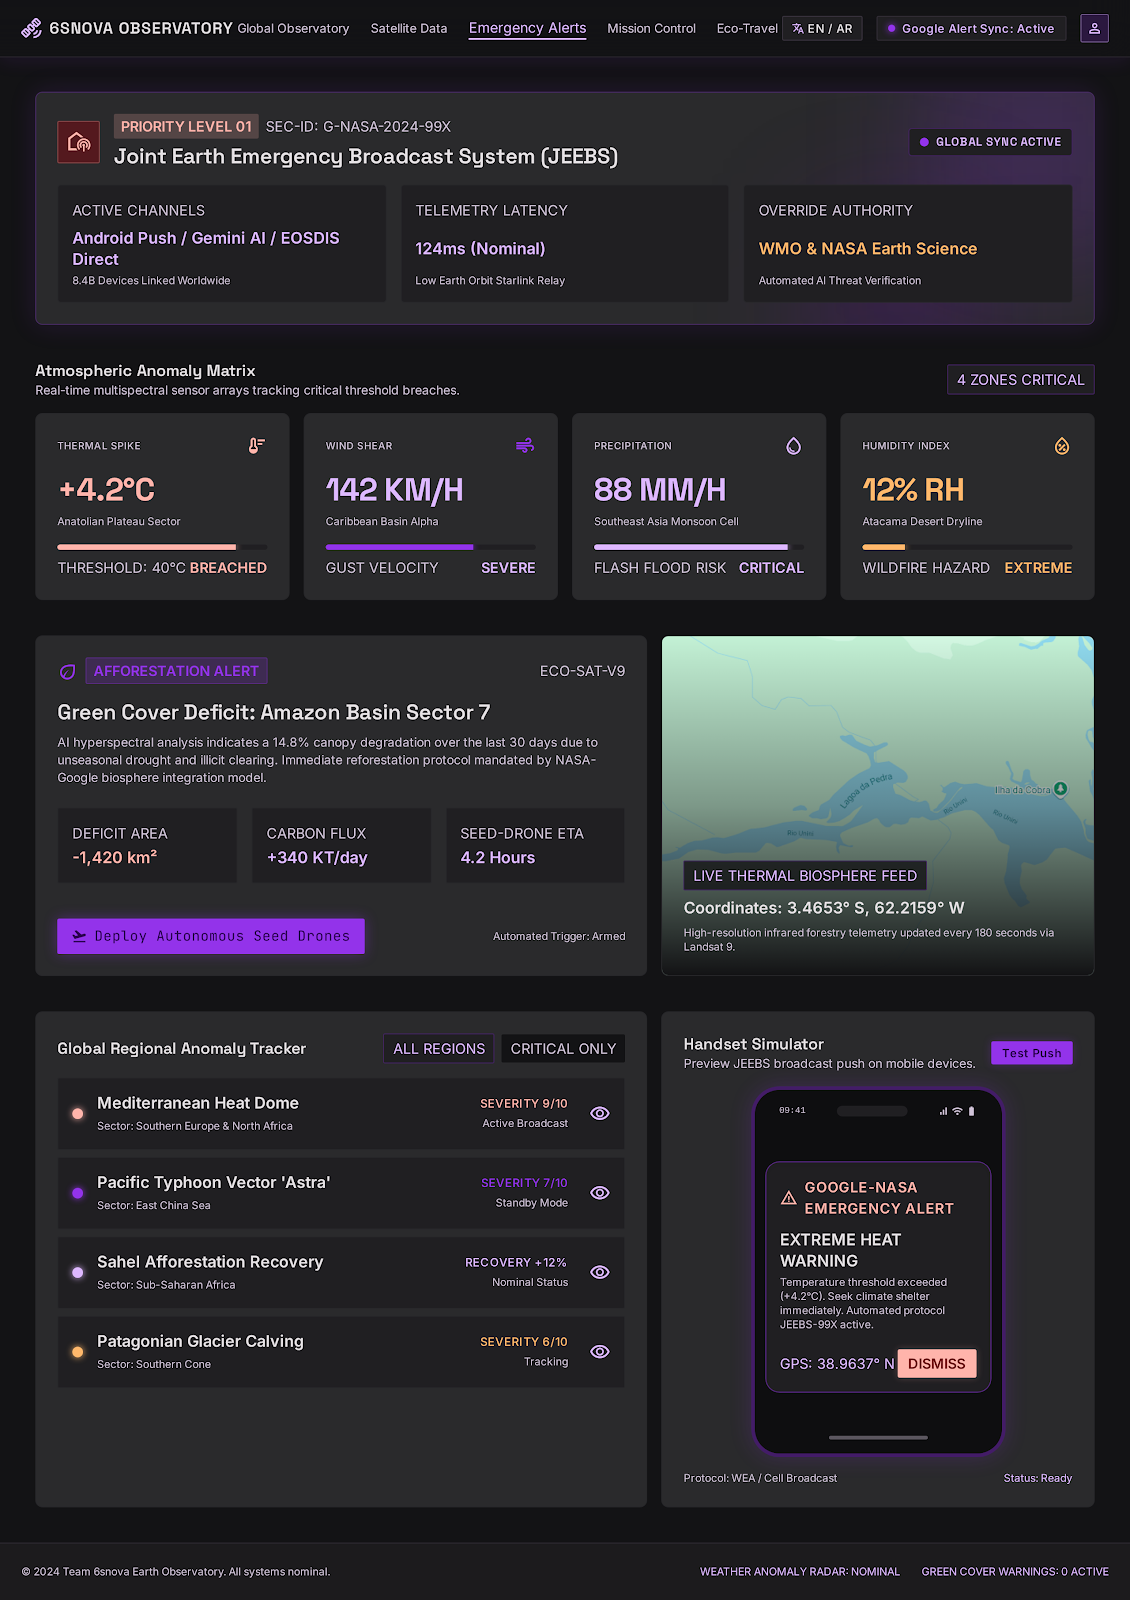 6SNOVA OBSERVATORY
Global Observatory
Satellite Data
Emergency Alerts
Mission Control
Eco-Travel
EN / AR
Google Alert Sync: Active
PRIORITY LEVEL 01
SEC-ID: G-NASA-2024-99X
Joint Earth Emergency Broadcast System (JEEBS)
GLOBAL SYNC ACTIVE
ACTIVE CHANNELS
Android Push / Gemini AI / EOSDIS
Direct
8.4B Devices Linked Worldwide
TELEMETRY LATENCY
124ms (Nominal)
Low Earth Orbit Starlink Relay
OVERRIDE AUTHORITY
WMO & NASA Earth Science
Automated AI Threat Verification
Atmospheric Anomaly Matrix
Real-time multispectral sensor arrays tracking critical threshold breaches.
4 ZONES CRITICAL
THERMAL SPIKE
+4.2°C
Anatolian Plateau Sector
THRESHOLD: 40°C BREACHED
WIND SHEAR
142 KM/H
Caribbean Basin Alpha
GUST VELOCITY SEVERE
PRECIPITATION
88 MM/H
Southeast Asia Monsoon Cell
FLASH FLOOD RISK CRITICAL
HUMIDITY INDEX
12% RH
Atacama Desert Dryline
WILDFIRE HAZARD EXTREME
AFFORESTATION ALERT
ECO-SAT-V9
Green Cover Deficit: Amazon Basin Sector 7
AI hyperspectral analysis indicates a 14.8% canopy degradation over the last 30 days due to
unseasonal drought and illicit clearing. Immediate reforestation protocol mandated by NASA-
Google biosphere integration model.
DEFICIT AREA
-1,420 km²
CARBON FLUX
+340 KT/day
SEED-DRONE ETA
4.2 Hours
Deploy Autonomous Seed Drones
Automated Trigger: Armed
Lagoa da Pedra
Ilha da Cobra
LIVE THERMAL BIOSPHERE FEED
Coordinates: 3.4653° S, 62.2159° W
High-resolution infrared forestry telemetry updated every 180 seconds via
Landsat 9.
Global Regional Anomaly Tracker
ALL REGIONS
CRITICAL ONLY
Mediterranean Heat Dome
Sector: Southern Europe & North Africa
SEVERITY 9/10
Active Broadcast
Pacific Typhoon Vector 'Astra'
Sector: East China Sea
SEVERITY 7/10
Standby Mode
Sahel Afforestation Recovery
Sector: Sub-Saharan Africa
RECOVERY +12%
Nominal Status
Patagonian Glacier Calving
Sector: Southern Cone
SEVERITY 6/10
Tracking
Handset Simulator
Preview JEEBS broadcast push on mobile devices.
Test Push
09:41
GOOGLE-NASA
EMERGENCY ALERT
EXTREME HEAT
WARNING
Temperature threshold exceeded
(+4.2°C). Seek climate shelter
immediately. Automated protocol
JEEBS-99X active.
GPS: 38.9637° N
DISMISS
Protocol: WEA / Cell Broadcast
Status: Ready
© 2024 Team 6snova Earth Observatory. All systems nominal.
WEATHER ANOMALY RADAR: NOMINAL
GREEN COVER WARNINGS: 0 ACTIVE